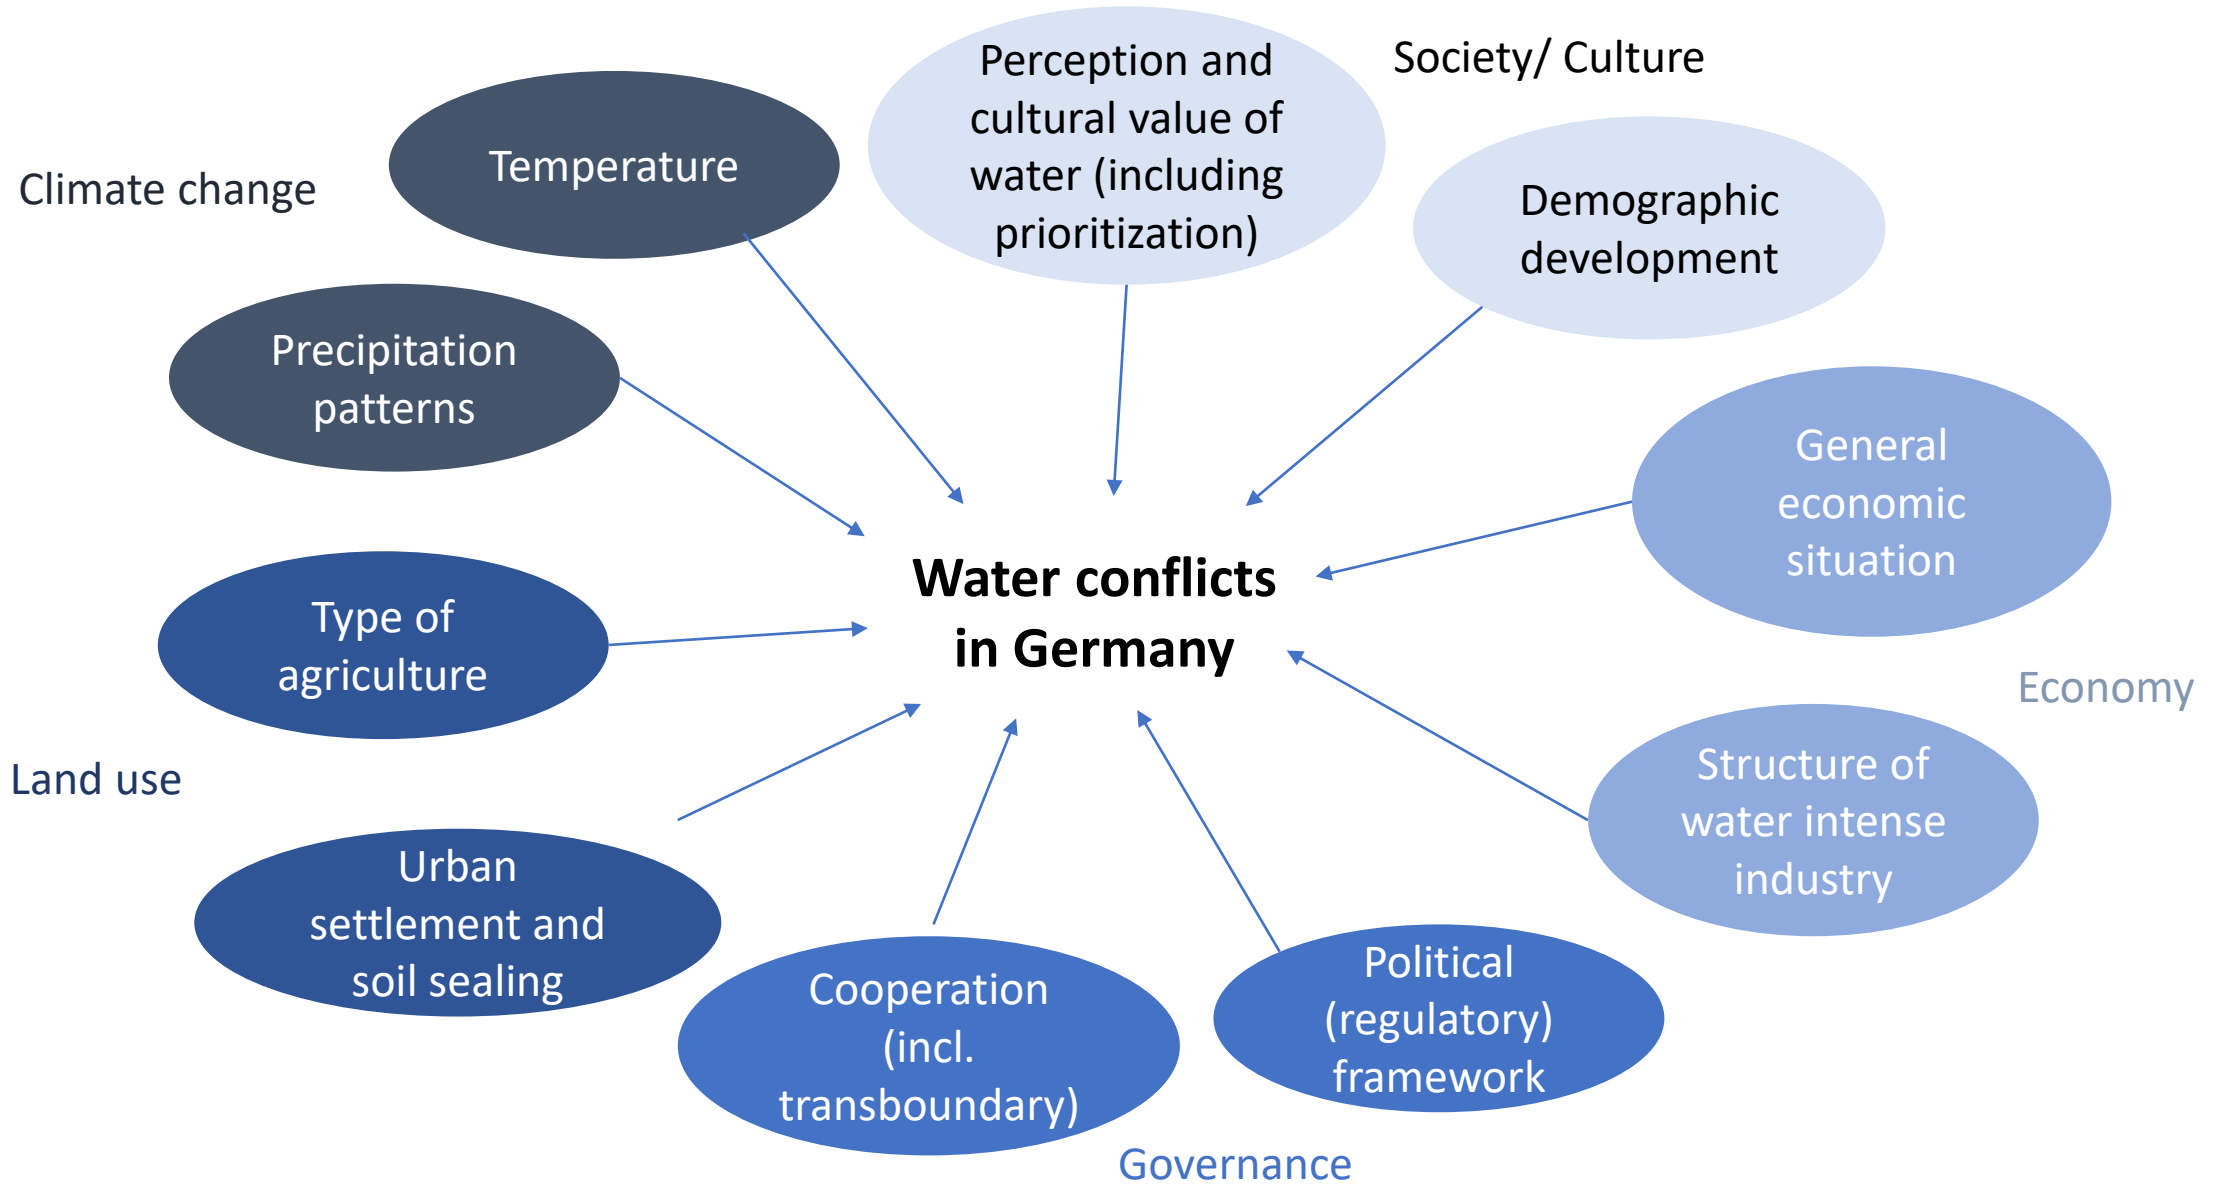 Society/ Culture
Perception and
cultural value of
water (including
prioritization)
Temperature
Climate change
Demographic
development
Precipitation
patterns
General
economic
situation
Water conflicts
in Germany
Type of
agriculture
Economy
Land use
Structure of
water intense
industry
Urban
settlement and
soil sealing
Cooperation
(incl.
transboundary)
Political
(regulatory)
framework
Governance